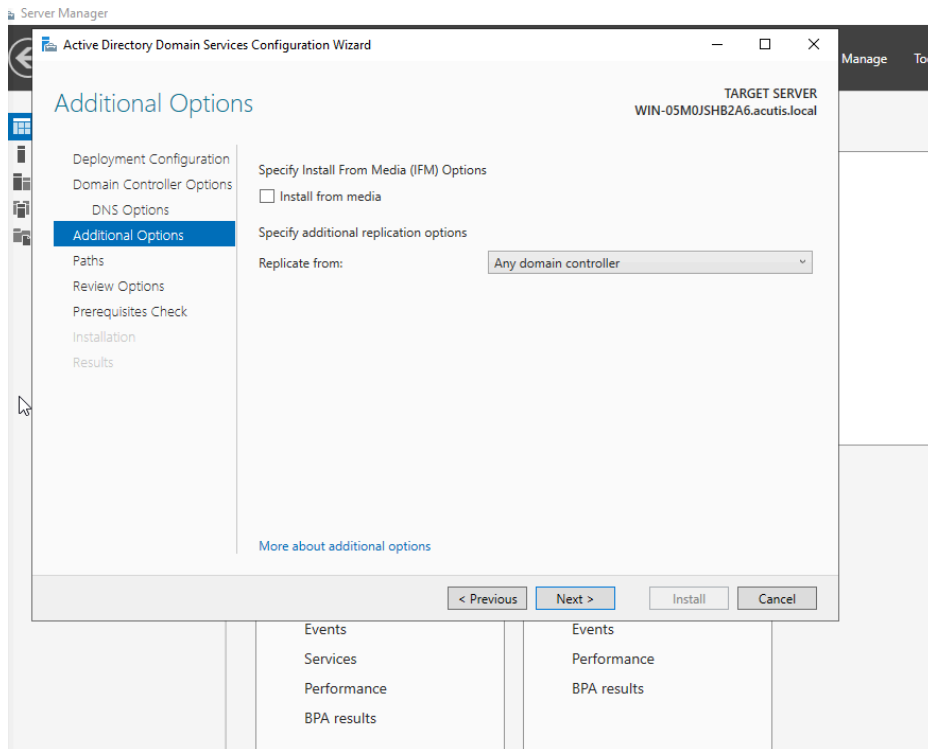 Server Manager
Active Directory Domain Services Configuration Wizard
Manage
Additional Options
TARGET SERVER
WIN-05M0JSHB2A6.acutis.local
Deployment Configuration
Domain Controller Options
DNS Options
Additional Options
Paths
Review Options
Prerequisites Check
Installation
Results
Specify Install From Media (IFM) Options
Install from media
Specify additional replication options
Replicate from: Any domain controller
More about additional options
< Previous Next > Install Cancel
Events Events
Services Performance
Performance BPA results
BPA results